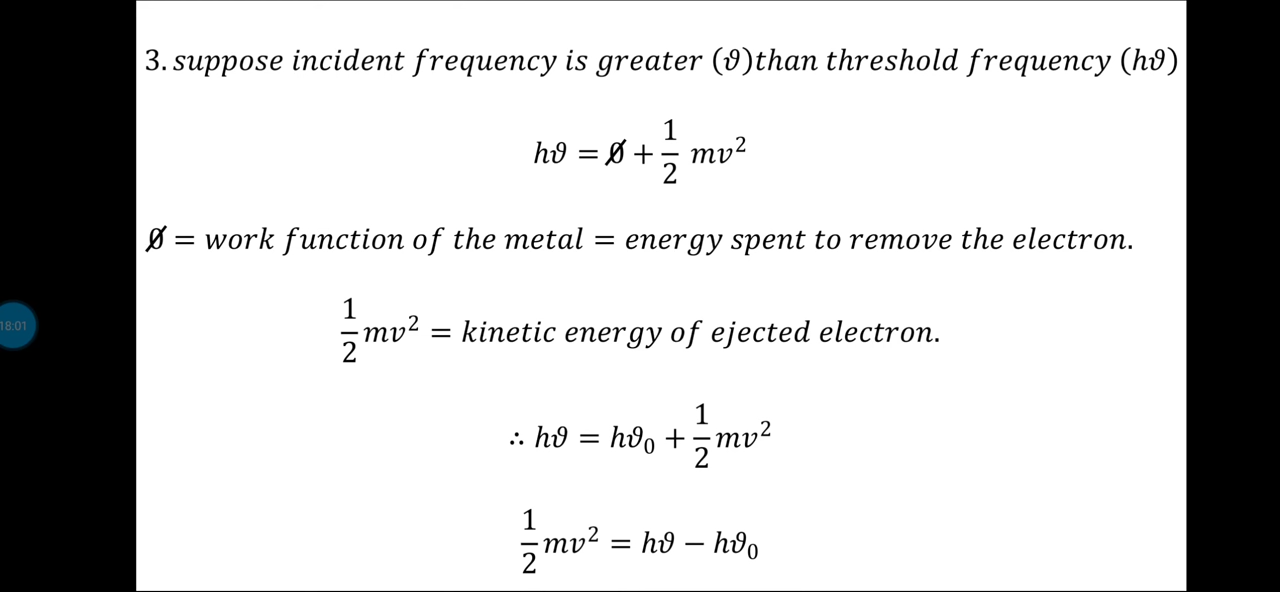 3. suppose incident frequency is greater (ϑ)than threshold frequency (hϑ)
hϑ = Ø + 1/2 mv²
Ø = work function of the metal = energy spent to remove the electron.
18:01
1/2 mv² = kinetic energy of ejected electron.
∴ hϑ = hϑ₀ + 1/2 mv²
1/2 mv² = hϑ − hϑ₀